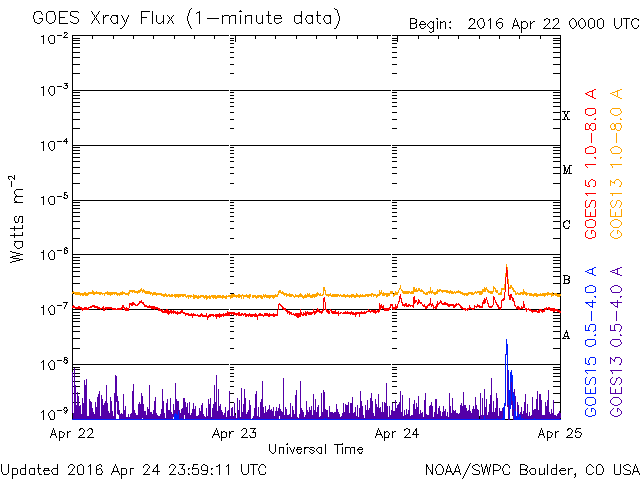 GOES Xray Flux (1-minute data)
Begin: 2016 Apr 22 0000 UTC
10-2
10-3
10-4
10-5
10-6
10-7
10-8
10-9
Watts m-2
X
M
C
B
A
GOES15 1.0-8.0 A
GOES13 1.0-8.0 A
GOES15 0.5-4.0 A
GOES13 0.5-4.0 A
Apr 22 Apr 23 Apr 24 Apr 25
Universal Time
Updated 2016 Apr 24 23:59:11 UTC
NOAA/SWPC Boulder, CO USA